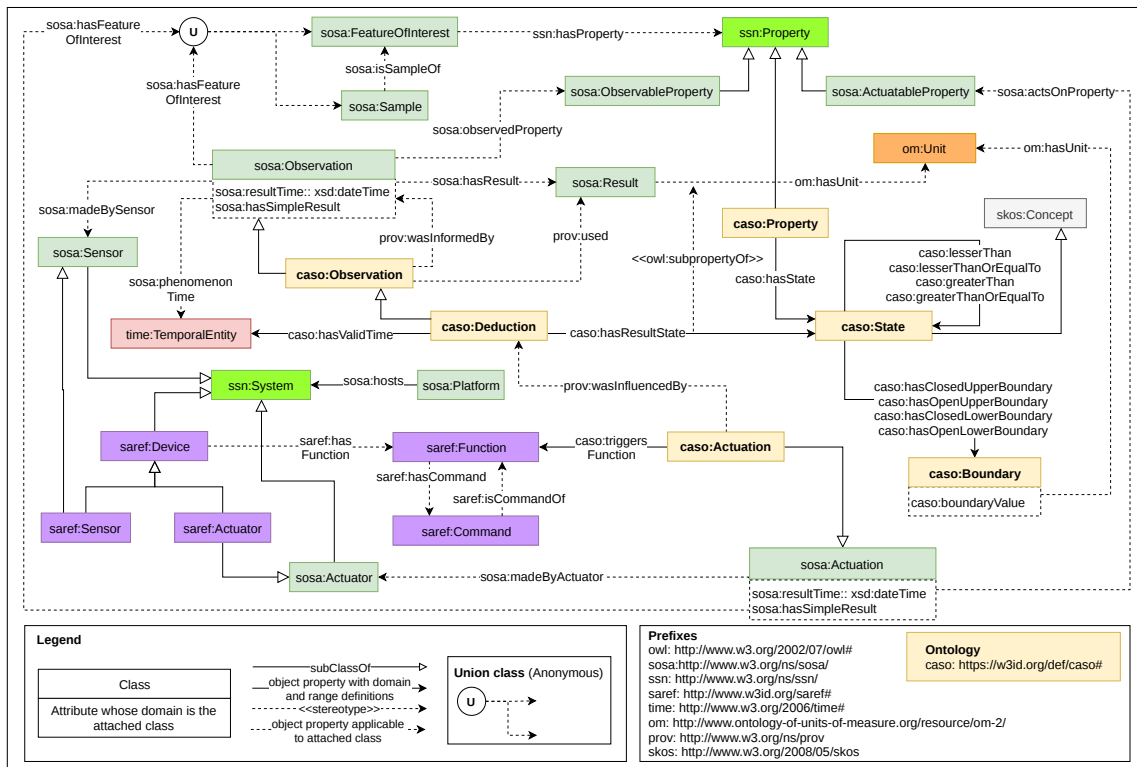 sosa:hasFeature
OfInterest
U
sosa:FeatureOfInterest
ssn:hasProperty
ssn:Property
sosa:isSampleOf
sosa:hasFeature
OfInterest
sosa:Sample
sosa:ObservableProperty
sosa:ActuatableProperty
sosa:actsOnProperty
sosa:observedProperty
sosa:Observation
om:Unit
om:hasUnit
sosa:resultTime:: xsd:dateTime
sosa:hasSimpleResult
sosa:hasResult
sosa:Result
om:hasUnit
sosa:madeBySensor
caso:Property
skos:Concept
sosa:Sensor
prov:wasInformedBy
prov:used
caso:lesserThan
caso:lesserThanOrEqualTo
caso:greaterThan
caso:greaterThanOrEqualTo
<<owl:subpropertyOf>>
caso:hasState
caso:Observation
sosa:phenomenon
Time
time:TemporalEntity
caso:hasValidTime
caso:Deduction
caso:hasResultState
caso:State
ssn:System
sosa:hosts
sosa:Platform
prov:wasInfluencedBy
caso:hasClosedUpperBoundary
caso:hasOpenUpperBoundary
caso:hasClosedLowerBoundary
caso:hasOpenLowerBoundary
saref:Device
saref:has
Function
saref:Function
caso:triggers
Function
caso:Actuation
saref:hasCommand
saref:isCommandOf
caso:Boundary
caso:boundaryValue
saref:Sensor
saref:Actuator
saref:Command
sosa:Actuator
sosa:madeByActuator
sosa:Actuation
sosa:resultTime:: xsd:dateTime
sosa:hasSimpleResult
Legend
Class
Attribute whose domain is the
attached class
subClassOf
object property with domain
and range definitions
<<stereotype>>
object property applicable
to attached class
Union class (Anonymous)
U
Prefixes
owl: http://www.w3.org/2002/07/owl#
sosa:http://www.w3.org/ns/sosa/
ssn: http://www.w3.org/ns/ssn/
saref: http://www.w3id.org/saref#
time: http://www.w3.org/2006/time#
om: http://www.ontology-of-units-of-measure.org/resource/om-2/
prov: http://www.w3.org/ns/prov
skos: http://www.w3.org/2008/05/skos
Ontology
caso: https://w3id.org/def/caso#